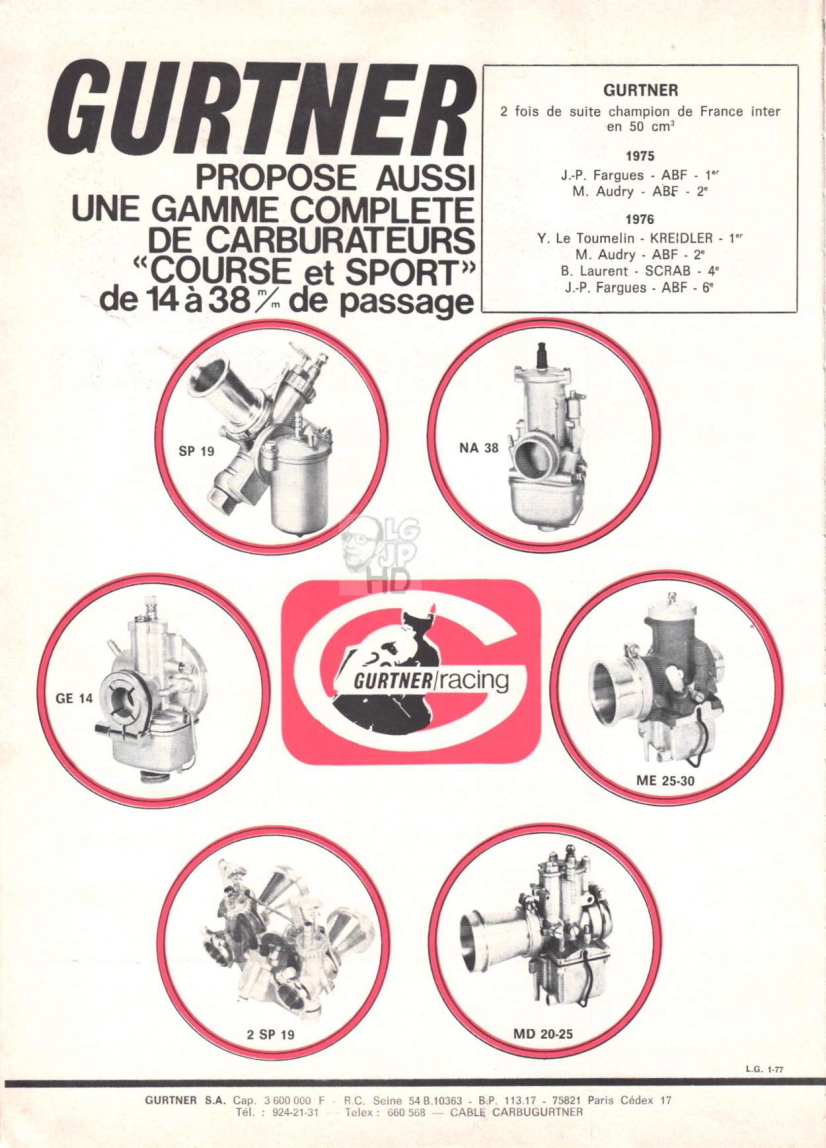 GURTNER
PROPOSE AUSSI
UNE GAMME COMPLETE
DE CARBURATEURS
“COURSE et SPORT”
de 14 à 38 m/m de passage
GURTNER
2 fois de suite champion de France inter
en 50 cm³
1975
J.-P. Fargues - ABF - 1er
M. Audry - ABF - 2e
1976
Y. Le Toumelin - KREIDLER - 1er
M. Audry - ABF - 2e
B. Laurent - SCRAB - 4e
J.-P. Fargues - ABF - 6e
SP 19
NA 38
LG
JP
HD
GE 14
GURTNER/racing
ME 25-30
2 SP 19
MD 20-25
L.G. 1-77
GURTNER S.A. Cap. 3 600 000 F - R.C. Seine 54 B.10363 - B.P. 113.17 - 75821 Paris Cédex 17
Tél. : 924-21-31 — Telex : 660 568 — CABLE CARBUGURTNER